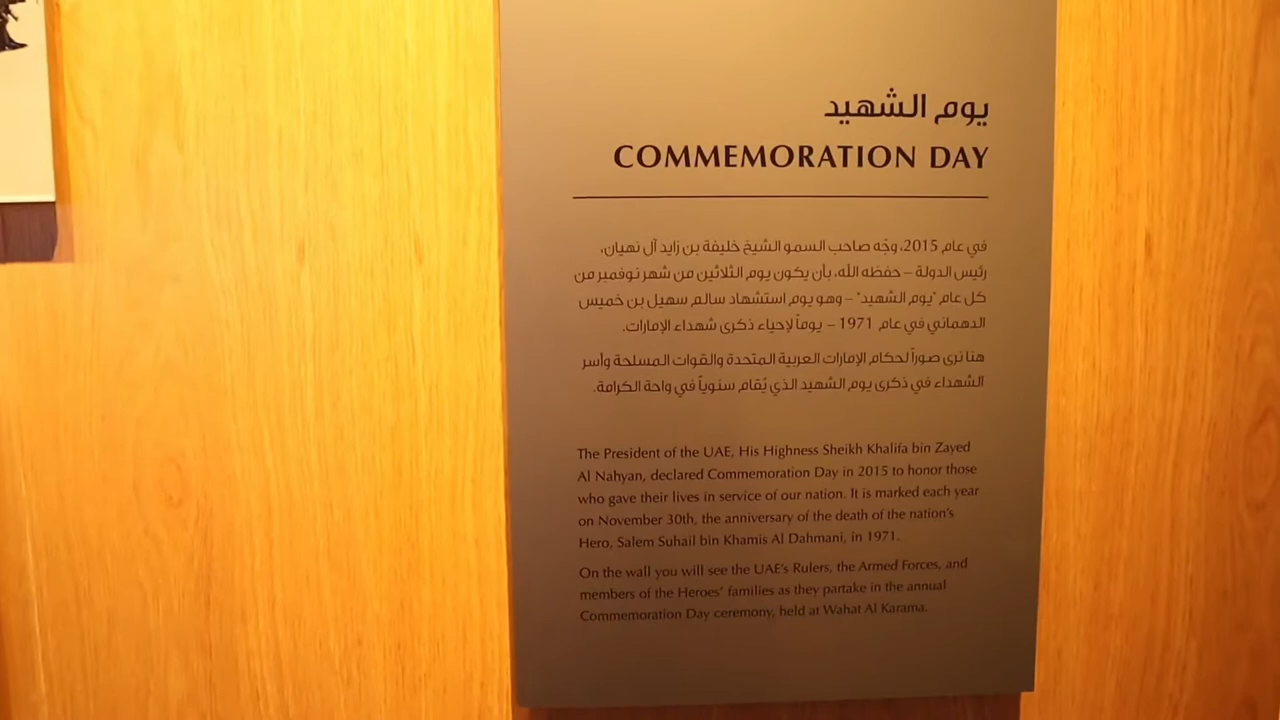 يوم الشهيد
COMMEMORATION DAY
في عام 2015، وجّه صاحب السمو الشيخ خليفة بن زايد آل نهيان،
رئيس الدولة – حفظه الله، بأن يكون يوم الثلاثين من شهر نوفمبر من
كل عام "يوم الشهيد" – وهو يوم استشهاد سالم سهيل بن خميس
الدهماني في عام 1971 – يوماً لإحياء ذكرى شهداء الإمارات.
هنا نرى صوراً لحكام الإمارات العربية المتحدة والقوات المسلحة وأسر
الشهداء في ذكرى يوم الشهيد الذي يُقام سنوياً في واحة الكرامة.
The President of the UAE, His Highness Sheikh Khalifa bin Zayed
Al Nahyan, declared Commemoration Day in 2015 to honor those
who gave their lives in service of our nation. It is marked each year
on November 30th, the anniversary of the death of the nation's
Hero, Salem Suhail bin Khamis Al Dahmani, in 1971.
On the wall you will see the UAE's Rulers, the Armed Forces, and
members of the Heroes' families as they partake in the annual
Commemoration Day ceremony, held at Wahat Al Karama.